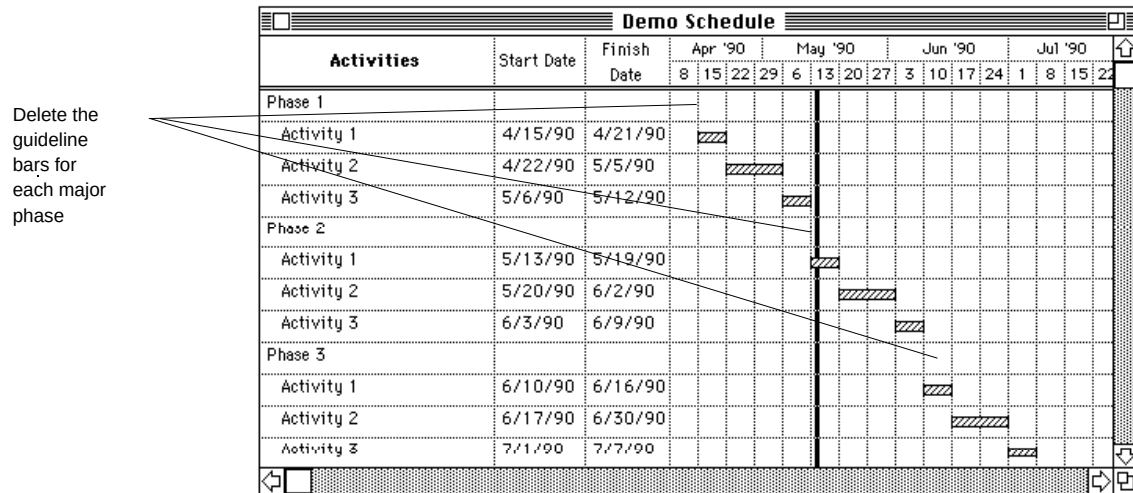 Demo Schedule
Activities Start Date Finish Date Apr '90 May '90 Jun '90 Jul '90
8 15 22 29 6 13 20 27 3 10 17 24 1 8 15 22
Delete the
guideline
bars for
each major
phase
Phase 1
Activity 1 4/15/90 4/21/90
Activity 2 4/22/90 5/5/90
Activity 3 5/6/90 5/12/90
Phase 2
Activity 1 5/13/90 5/19/90
Activity 2 5/20/90 6/2/90
Activity 3 6/3/90 6/9/90
Phase 3
Activity 1 6/10/90 6/16/90
Activity 2 6/17/90 6/30/90
Activity 3 7/1/90 7/7/90